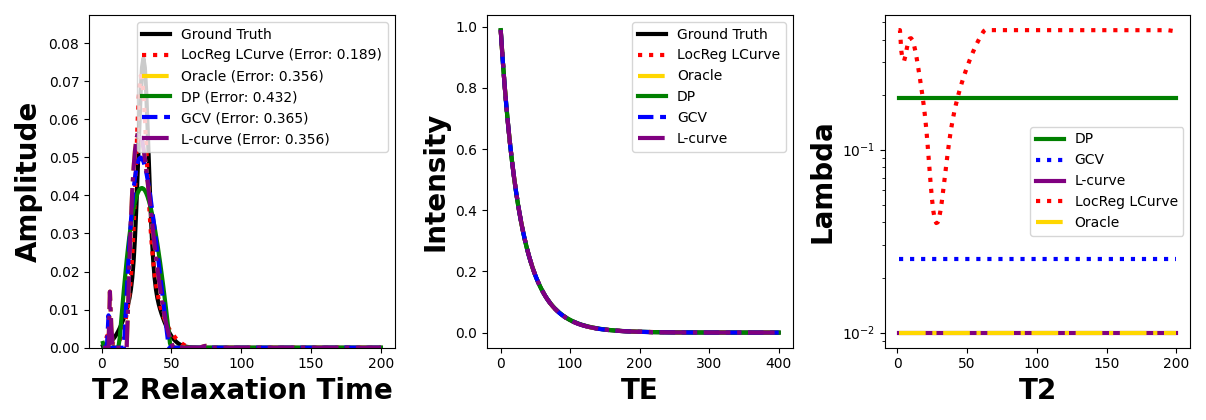 Amplitude
0.08
0.07
0.06
0.05
0.04
0.03
0.02
0.01
0.00
Ground Truth
LocReg LCurve (Error: 0.189)
Oracle (Error: 0.356)
DP (Error: 0.432)
GCV (Error: 0.365)
L-curve (Error: 0.356)
0 50 100 150 200
T2 Relaxation Time
Intensity
1.0
0.8
0.6
0.4
0.2
0.0
Ground Truth
LocReg LCurve
Oracle
DP
GCV
L-curve
0 100 200 300 400
TE
Lambda
10⁻¹
10⁻²
DP
GCV
L-curve
LocReg LCurve
Oracle
0 50 100 150 200
T2